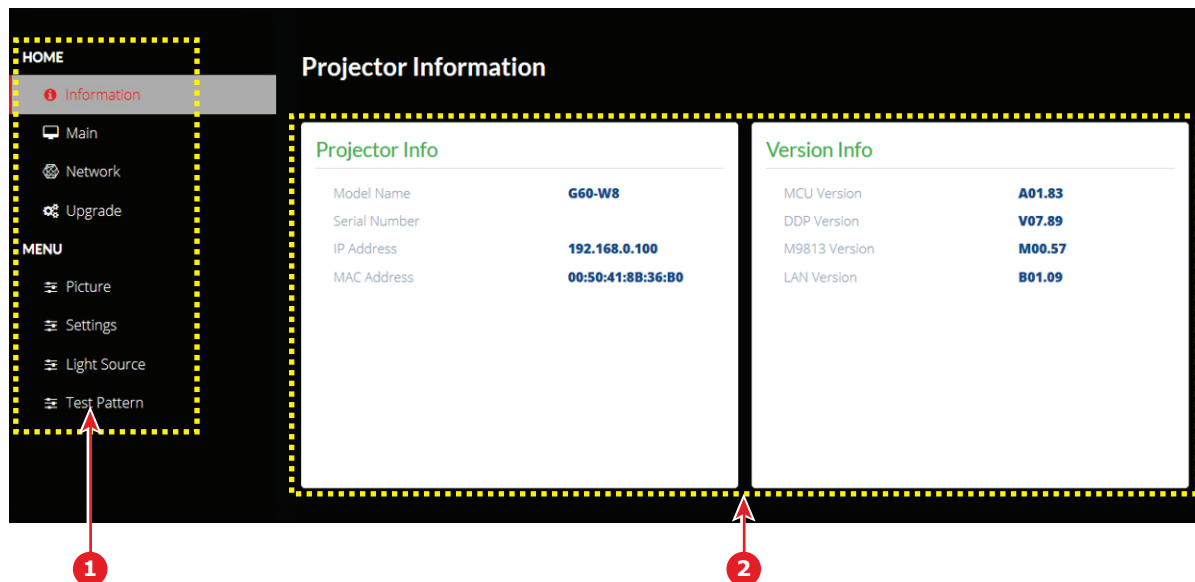 HOME
Information
Main
Network
Upgrade
MENU
Picture
Settings
Light Source
Test Pattern
Projector Information
Projector Info
Model Name G60-W8
Serial Number
IP Address 192.168.0.100
MAC Address 00:50:41:8B:36:B0
Version Info
MCU Version A01.83
DDP Version V07.89
M9813 Version M00.57
LAN Version B01.09
1
2